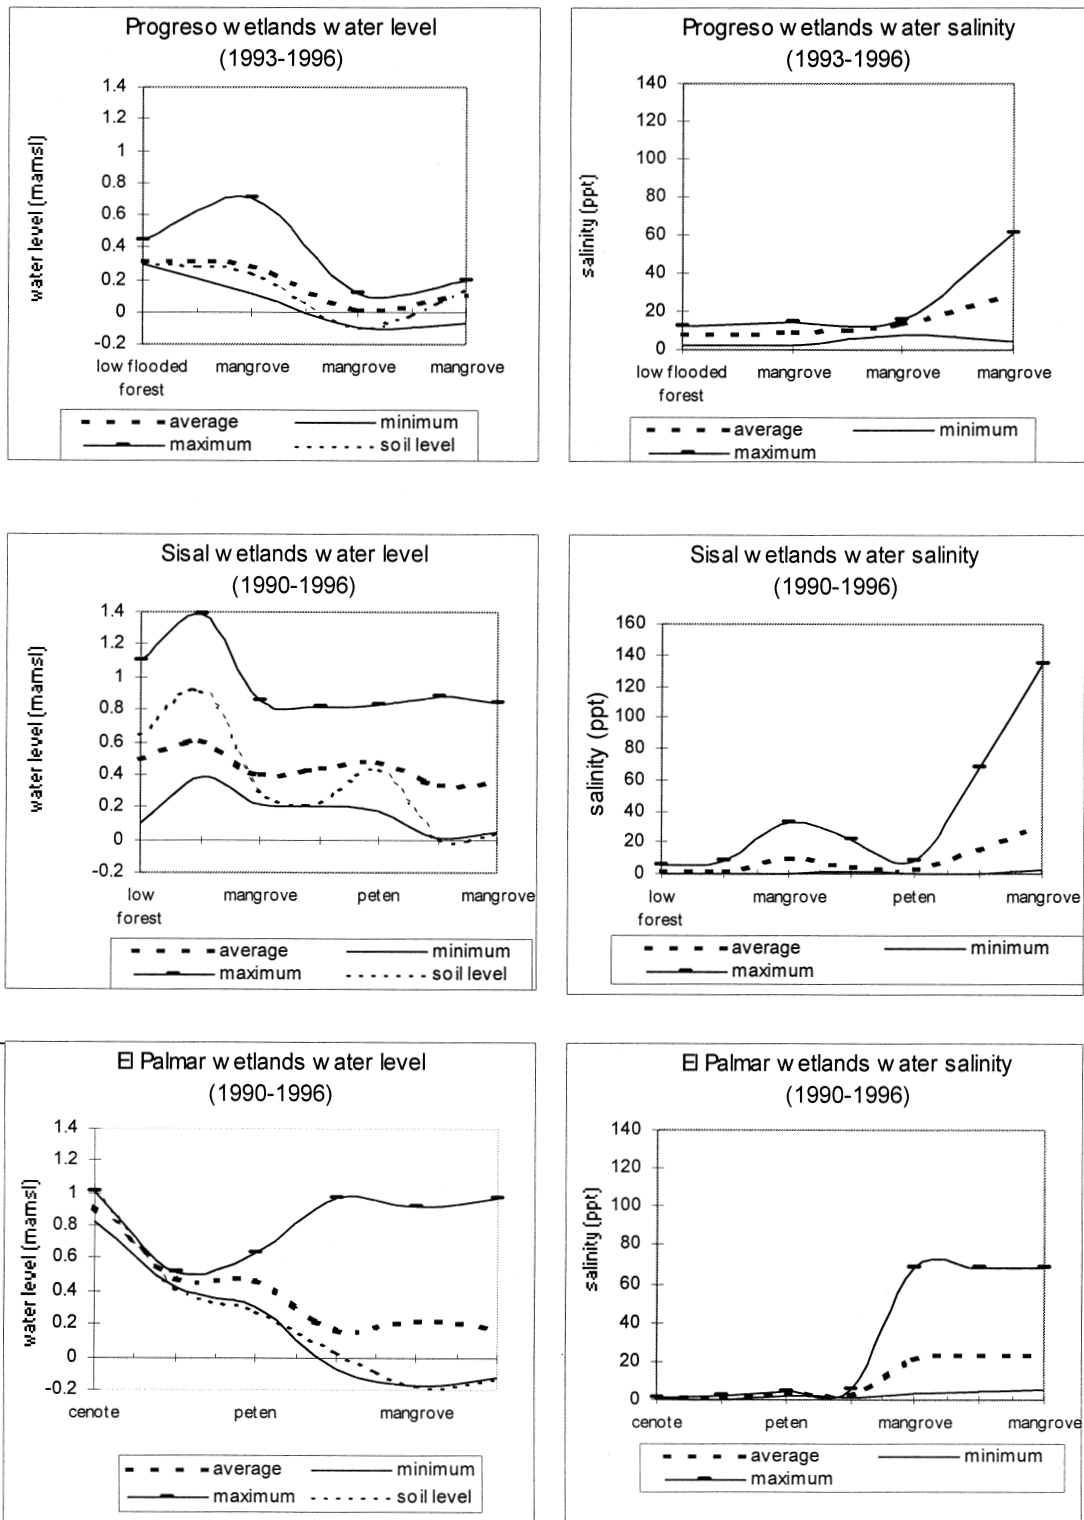 Progreso wetlands water level
(1993-1996)
water level (mamsl)
1.4
1.2
1
0.8
0.6
0.4
0.2
0
-0.2
low flooded mangrove mangrove mangrove
forest
average minimum
maximum soil level
Progreso wetlands water salinity
(1993-1996)
salinity (ppt)
140
120
100
80
60
40
20
0
low flooded mangrove mangrove mangrove
forest
average minimum
maximum
Sisal wetlands water level
(1990-1996)
water level (mamsl)
1.4
1.2
1
0.8
0.6
0.4
0.2
0
-0.2
low mangrove peten mangrove
forest
average minimum
maximum soil level
Sisal wetlands water salinity
(1990-1996)
salinity (ppt)
160
140
120
100
80
60
40
20
0
low mangrove peten mangrove
forest
average minimum
maximum
El Palmar wetlands water level
(1990-1996)
water level (mamsl)
1.4
1.2
1
0.8
0.6
0.4
0.2
0
-0.2
cenote peten mangrove
average minimum
maximum soil level
El Palmar wetlands water salinity
(1990-1996)
salinity (ppt)
140
120
100
80
60
40
20
0
cenote peten mangrove mangrove
average minimum
maximum